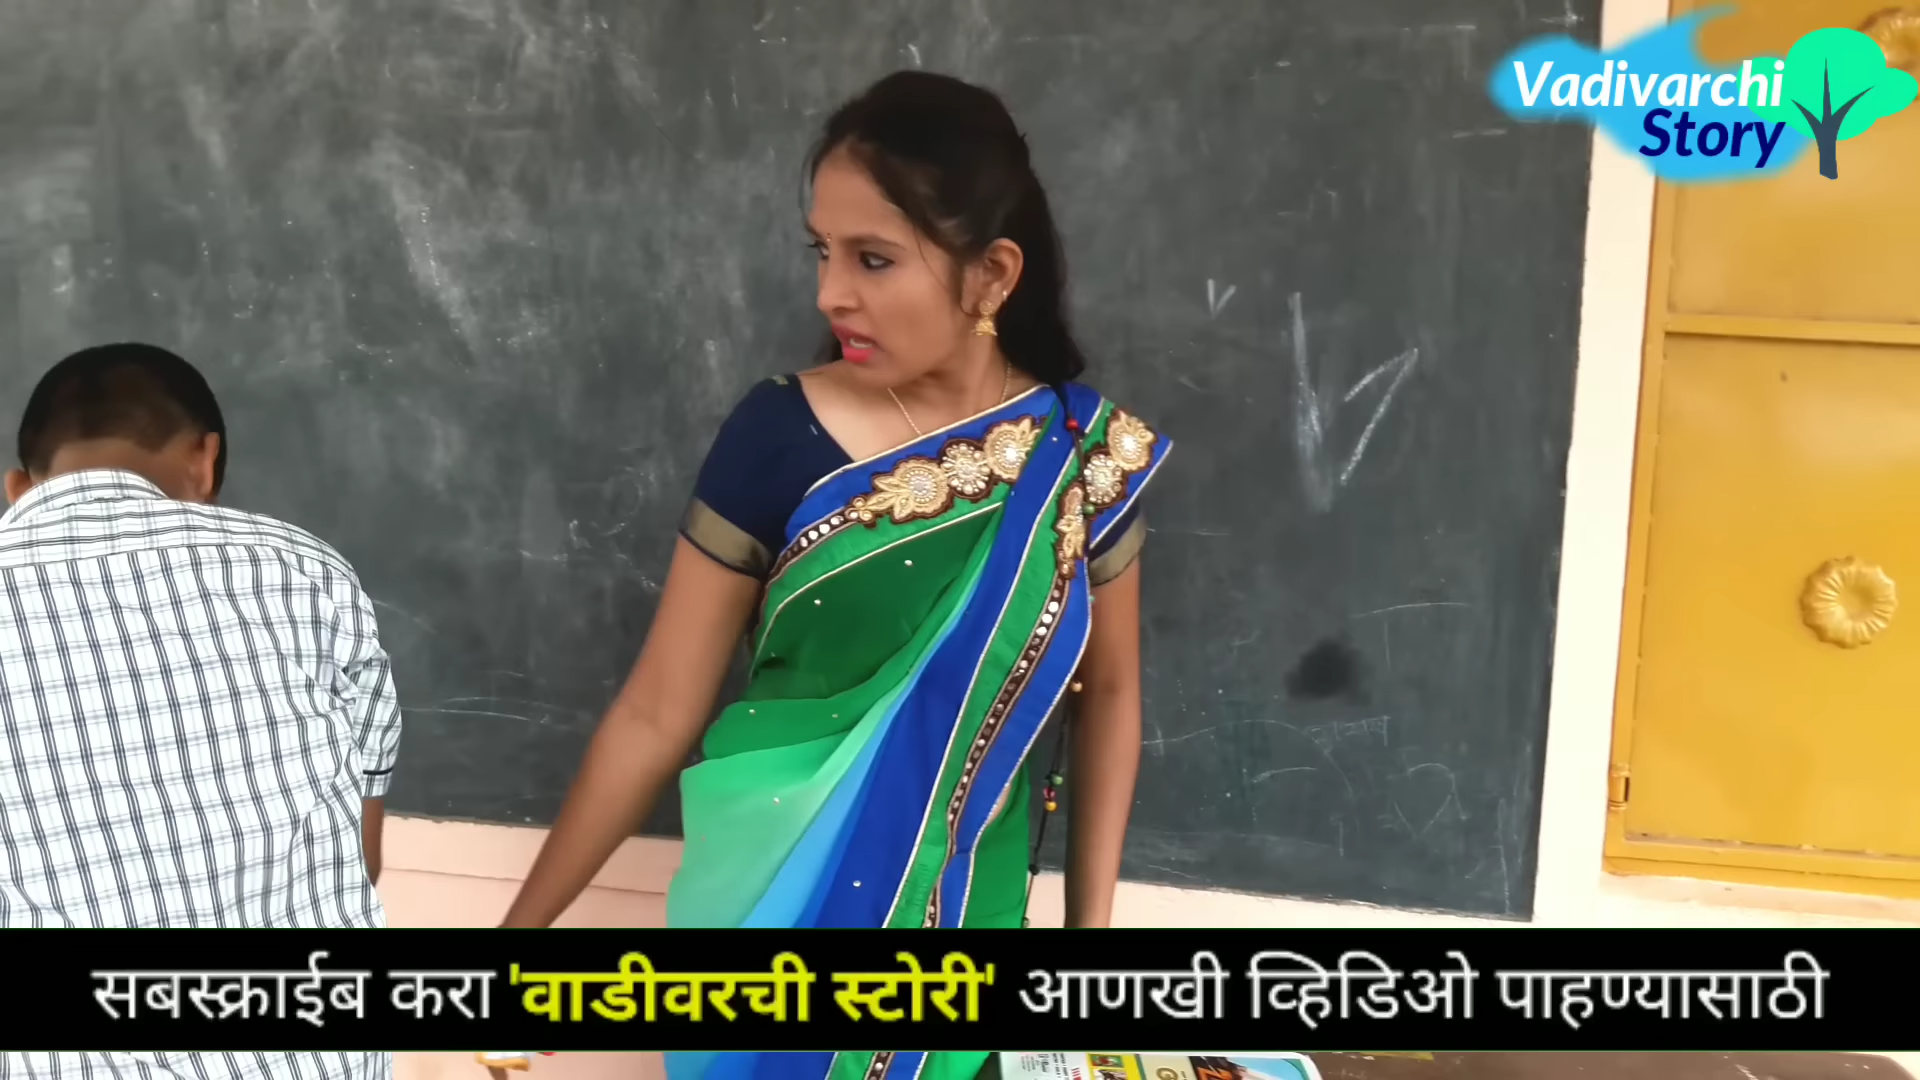 Vadivarchi
Story
सबस्क्राईब करा 'वाडीवरची स्टोरी' आणखी व्हिडिओ पाहण्यासाठी